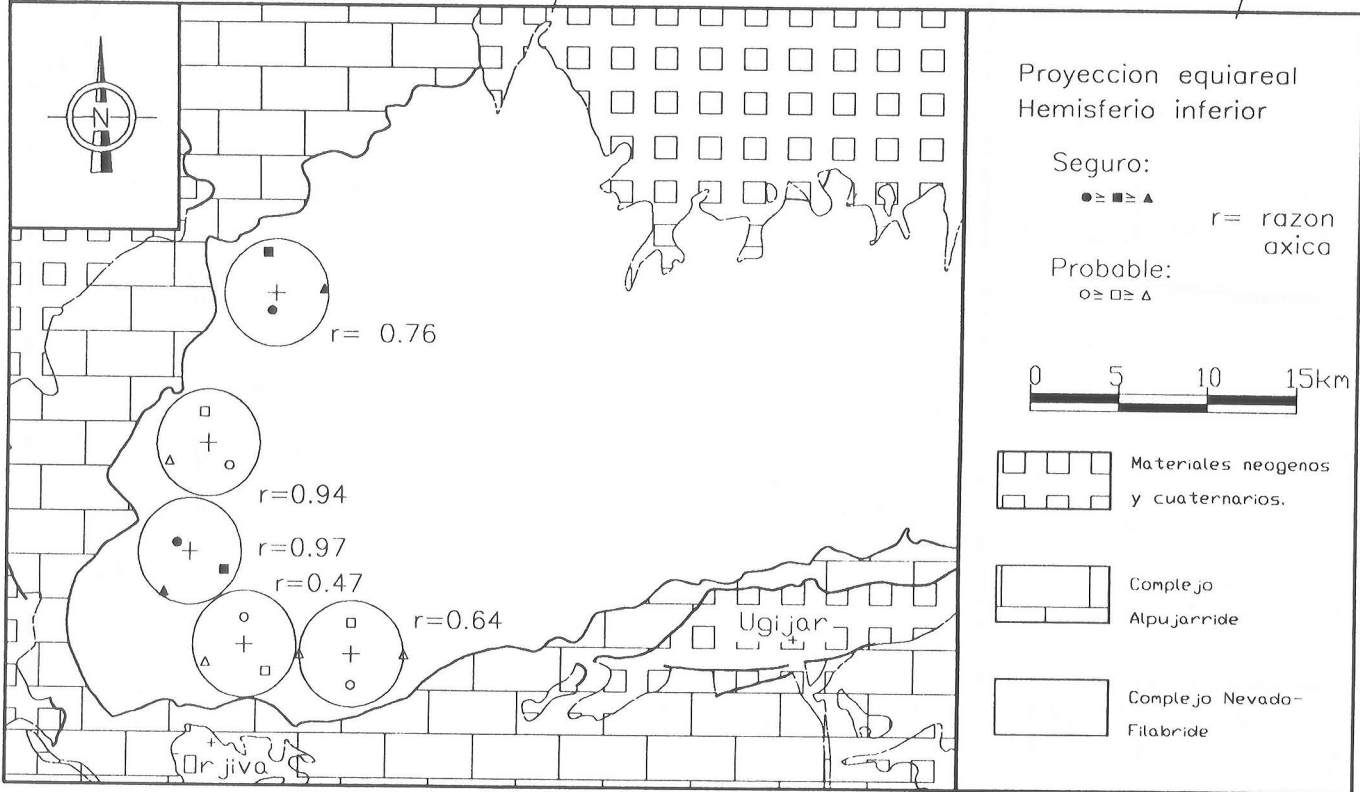 N
r= 0.76
r=0.94
r=0.97
r=0.47
r=0.64
Ugijar
Orjiva
Proyeccion equiareal
Hemisferio inferior
Seguro:
●≥ ■≥ ▲
r= razon
axica
Probable:
○≥ □≥ △
0 5 10 15km
Materiales neogenos
y cuaternarios.
Complejo
Alpujarride
Complejo Nevado-
Filabride